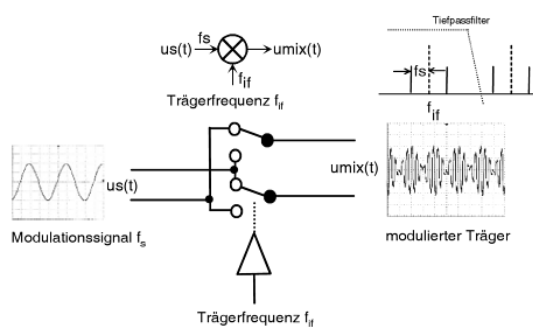 Tiefpassfilter
us(t) fs umix(t)
fif
Trägerfrequenz fif
fs
fif
us(t)
umix(t)
Modulationssignal fs
modulierter Träger
Trägerfrequenz fif